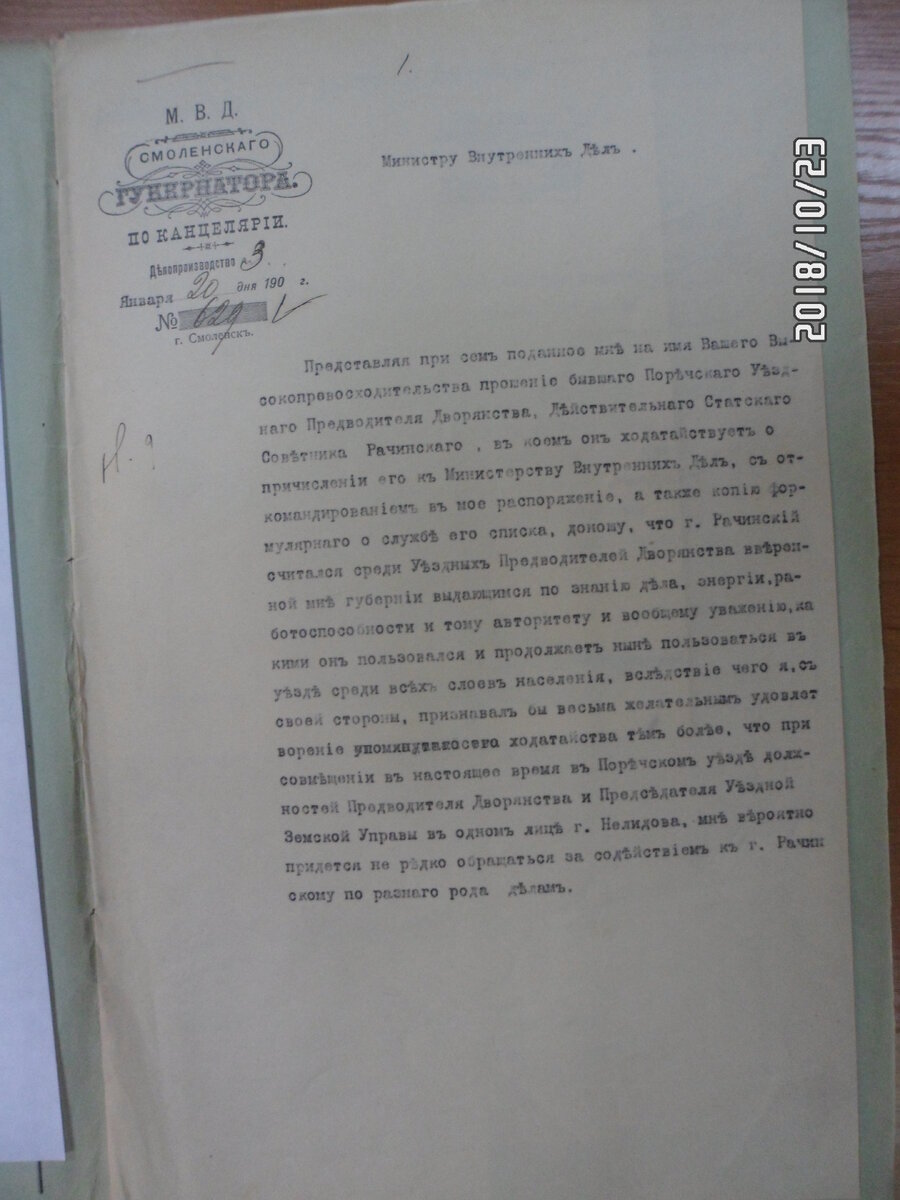 1.
М. В. Д.
СМОЛЕНСКАГО
ГУБЕРНАТОРА.
ПО КАНЦЕЛЯРІИ.
Дѣлопроизводство 3
Января 20 дня 190 г.
№ 629
г. Смоленскъ.
Министру Внутреннихъ Дѣлъ .
2018/10/23
Представляя при семъ поданное мнѣ на имя Вашего Вы-
сокопревосходительства прошеніе бывшаго Порѣчскаго Уѣзд-
наго Предводителя Дворянства, Дѣйствительнаго Статскаго
Совѣтника Рачинскаго , въ коемъ онъ ходатайствуетъ о
причисленіи его къ Министерству Внутреннихъ Дѣлъ, съ от-
командированіемъ въ мое распоряженіе, а также копію фор-
мулярнаго о службѣ его списка, доношу, что г. Рачинскій
считался среди Уѣздныхъ Предводителей Дворянства ввѣрен-
ной мнѣ губерніи выдающимся по знанію дѣла, энергіи,ра-
ботоспособности и тому авторитету и вообщему уваженію,ка
кими онъ пользовался и продолжаетъ нынѣ пользоваться въ
уѣздѣ среди всѣхъ слоевъ населенія, вслѣдствіе чего я,съ
своей стороны, признавалъ бы весьма желательнымъ удовлет
вореніе ходатайства тѣмъ болѣе, что при
совмѣщеніи въ настоящее время въ Порѣчскомъ уѣздѣ долж-
ностей Предводителя Дворянства и Предсѣдателя Уѣздной
Земской Управы въ одномъ лицѣ г. Нелидова, мнѣ вѣроятно
придется не рѣдко обращаться за содѣйствіемъ къ г. Рачин
скому по разнаго рода дѣламъ.